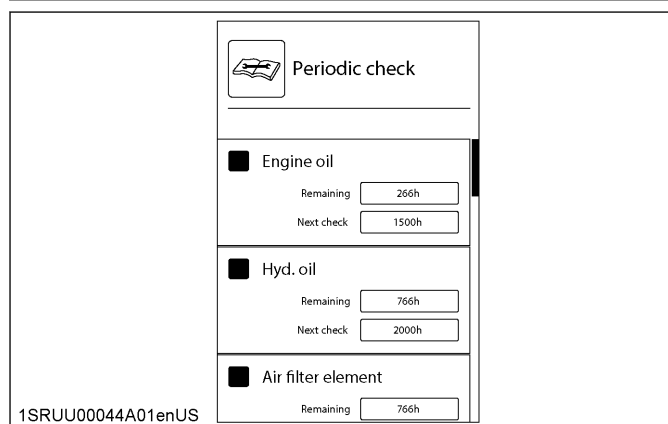 Periodic check
Engine oil
Remaining 266h
Next check 1500h
Hyd. oil
Remaining 766h
Next check 2000h
Air filter element
Remaining 766h
1SRUU00044A01enUS